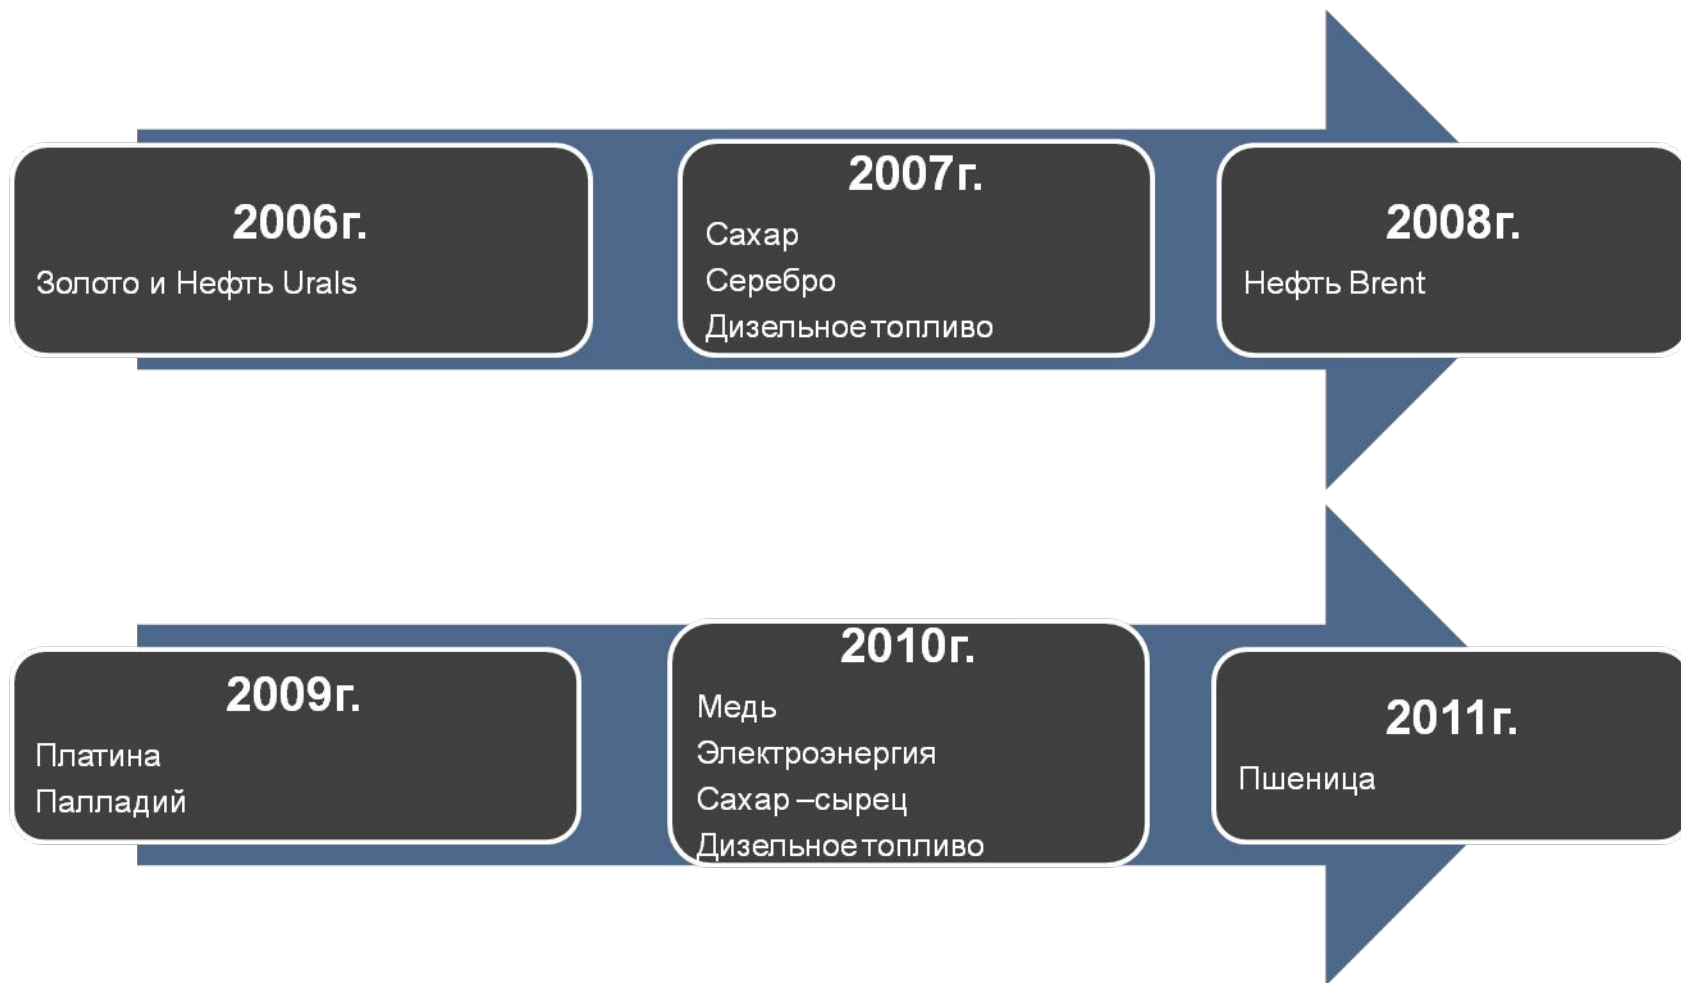 2006г.
Золото и Нефть Urals
2007г.
Сахар
Серебро
Дизельное топливо
2008г.
Нефть Brent
2009г.
Платина
Палладий
2010г.
Медь
Электроэнергия
Сахар –сырец
Дизельное топливо
2011г.
Пшеница